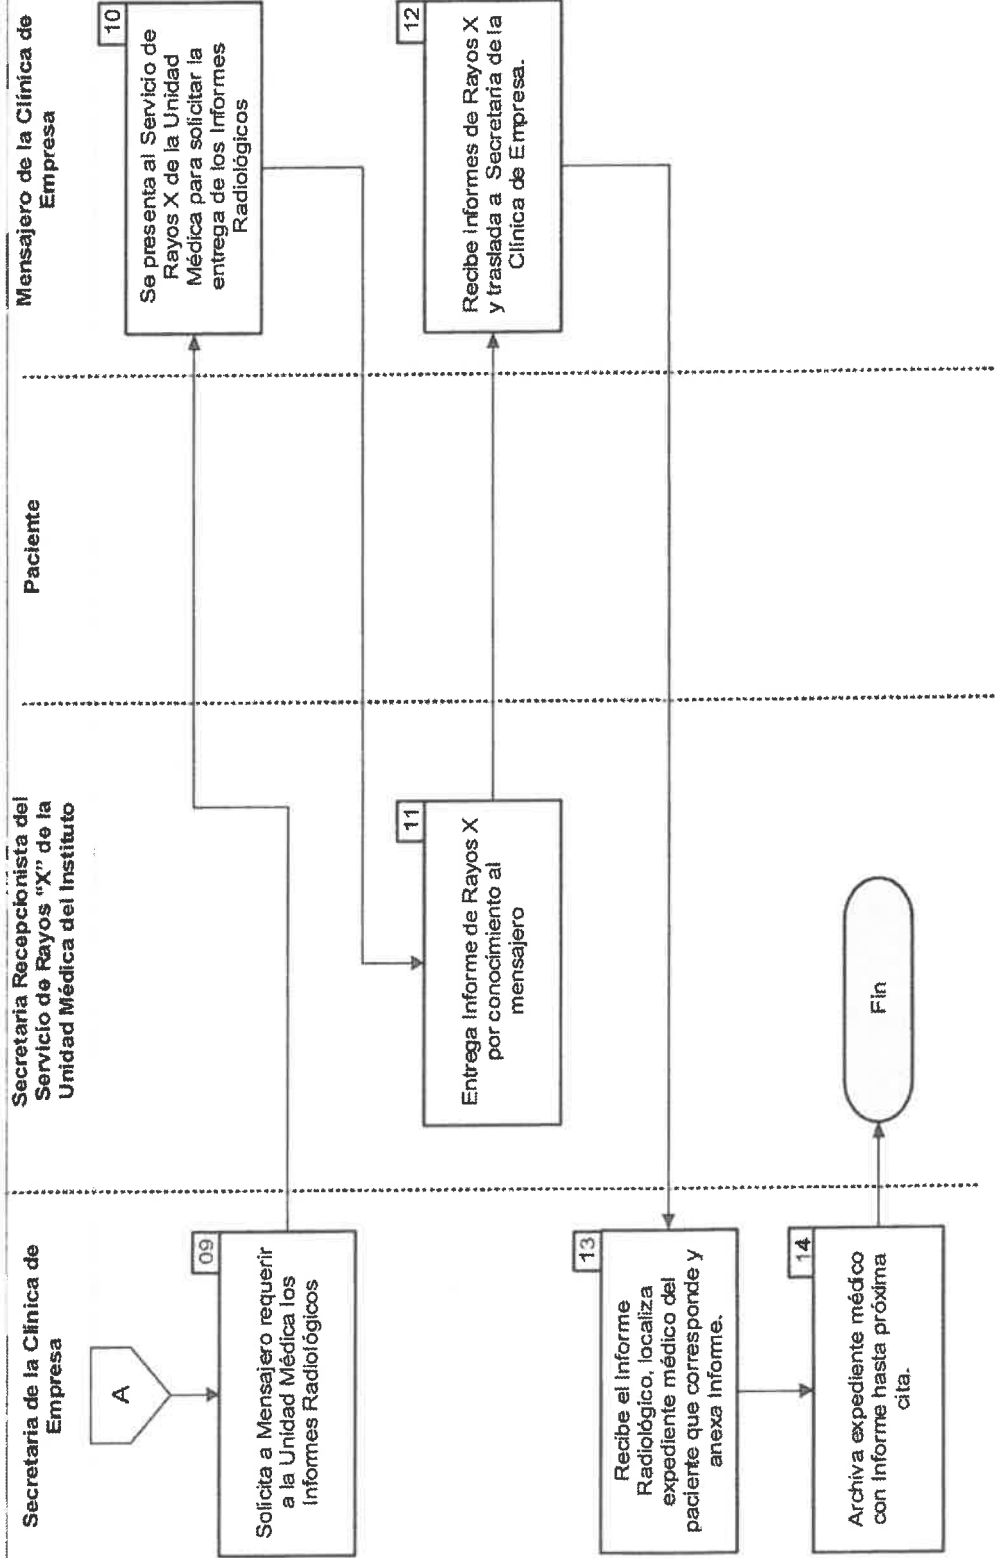 Secretaria de la Clínica de
Empresa
Secretaria Recepcionista del
Servicio de Rayos “X” de la
Unidad Médica del Instituto
Paciente
Mensajero de la Clínica de
Empresa
A
09
Solicita a Mensajero requerir
a la Unidad Médica los
Informes Radiológicos
10
Se presenta al Servicio de
Rayos X de la Unidad
Médica para solicitar la
entrega de los Informes
Radiológicos
11
Entrega Informe de Rayos X
por conocimiento al
mensajero
12
Recibe Informes de Rayos X
y traslada a Secretaria de la
Clínica de Empresa.
13
Recibe el Informe
Radiológico, localiza
expediente médico del
paciente que corresponde y
anexa Informe.
14
Archiva expediente médico
con Informe hasta próxima
cita.
Fin